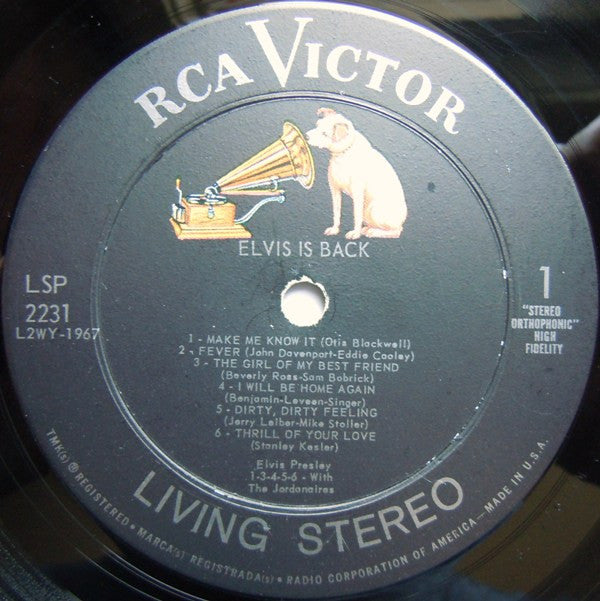 RCA VICTOR
ELVIS IS BACK
LSP
2231
L2WY-1967
1
"STEREO
ORTHOPHONIC"
HIGH
FIDELITY
1 - MAKE ME KNOW IT (Otis Blackwell)
2 - FEVER (John Davenport-Eddie Cooley)
3 - THE GIRL OF MY BEST FRIEND
(Beverly Ross-Sam Bobrick)
4 - I WILL BE HOME AGAIN
(Benjamin-Leveen-Singer)
5 - DIRTY, DIRTY FEELING
(Jerry Leiber-Mike Stoller)
6 - THRILL OF YOUR LOVE
(Stanley Kesler)
Elvis Presley
1-3-4-5-6 - With
The Jordanaires
LIVING STEREO
TMK(s) ® REGISTERED • MARCA(s) REGISTRADA(s) • RADIO CORPORATION OF AMERICA—MADE IN U.S.A.